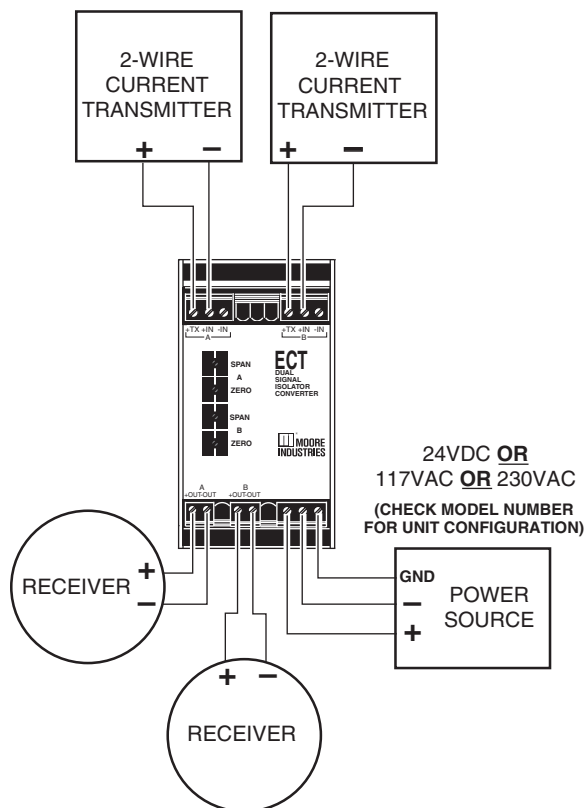 2-WIRE
CURRENT
TRANSMITTER
+ −
2-WIRE
CURRENT
TRANSMITTER
+ −
+TX +IN -IN
A
+TX +IN -IN
B
SPAN
A
ZERO
SPAN
B
ZERO
ECT
DUAL
SIGNAL
ISOLATOR
CONVERTER
MOORE
INDUSTRIES
A
+OUT-OUT
B
+OUT-OUT
24VDC OR
117VAC OR 230VAC
(CHECK MODEL NUMBER
FOR UNIT CONFIGURATION)
RECEIVER
+
−
GND
−
+
POWER
SOURCE
+ −
RECEIVER